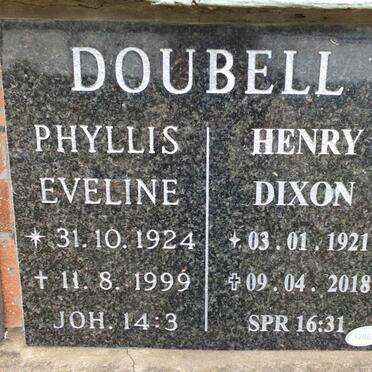 DOUBELL
PHYLLIS
EVELINE
* 31.10.1924
† 11.8.1999
JOH. 14:3
HENRY
DIXON
* 03.01.1921
✞ 09.04.2018
SPR 16:31